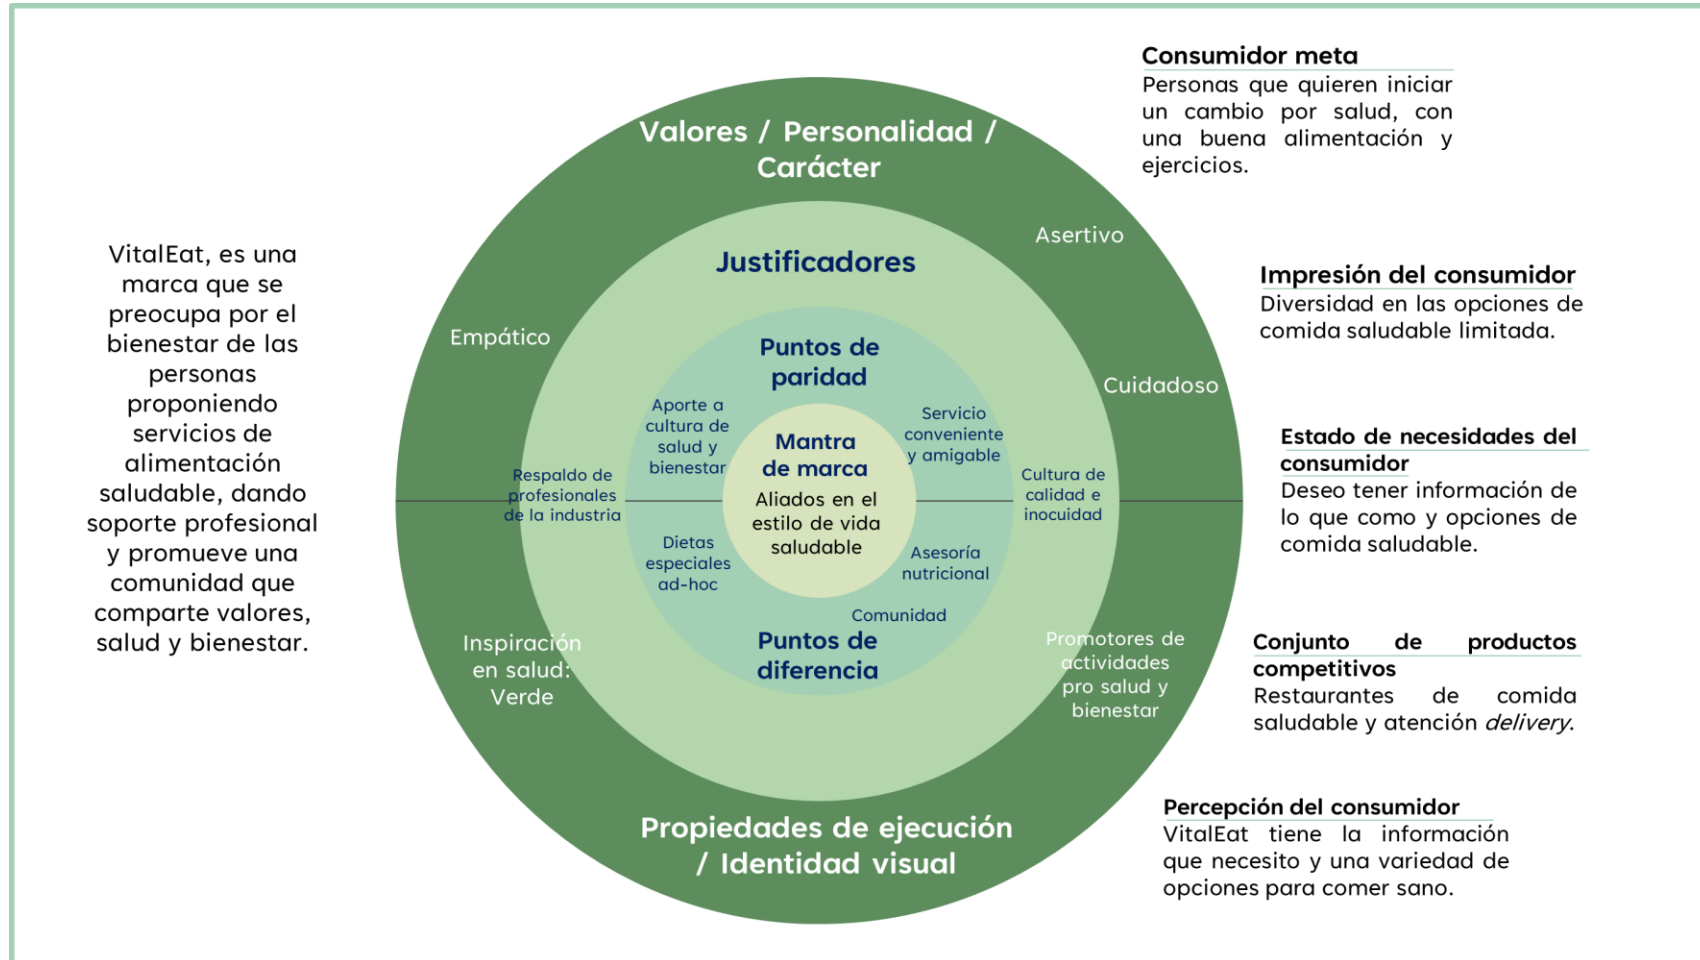 VitalEat, es una
marca que se
preocupa por el
bienestar de las
personas
proponiendo
servicios de
alimentación
saludable, dando
soporte profesional
y promueve una
comunidad que
comparte valores,
salud y bienestar.
Valores / Personalidad /
Carácter
Empático
Asertivo
Cuidadoso
Justificadores
Respaldo de
profesionales
de la industria
Cultura de
calidad e
inocuidad
Puntos de
paridad
Aporte a
cultura de
salud y
bienestar
Servicio
conveniente
y amigable
Mantra
de marca
Aliados en el
estilo de vida
saludable
Dietas
especiales
ad-hoc
Asesoría
nutricional
Comunidad
Puntos de
diferencia
Inspiración
en salud:
Verde
Promotores de
actividades
pro salud y
bienestar
Propiedades de ejecución
/ Identidad visual
Consumidor meta
Personas que quieren iniciar
un cambio por salud, con
una buena alimentación y
ejercicios.
Impresión del consumidor
Diversidad en las opciones de
comida saludable limitada.
Estado de necesidades del
consumidor
Deseo tener información de
lo que como y opciones de
comida saludable.
Conjunto de productos
competitivos
Restaurantes de comida
saludable y atención delivery.
Percepción del consumidor
VitalEat tiene la información
que necesito y una variedad de
opciones para comer sano.